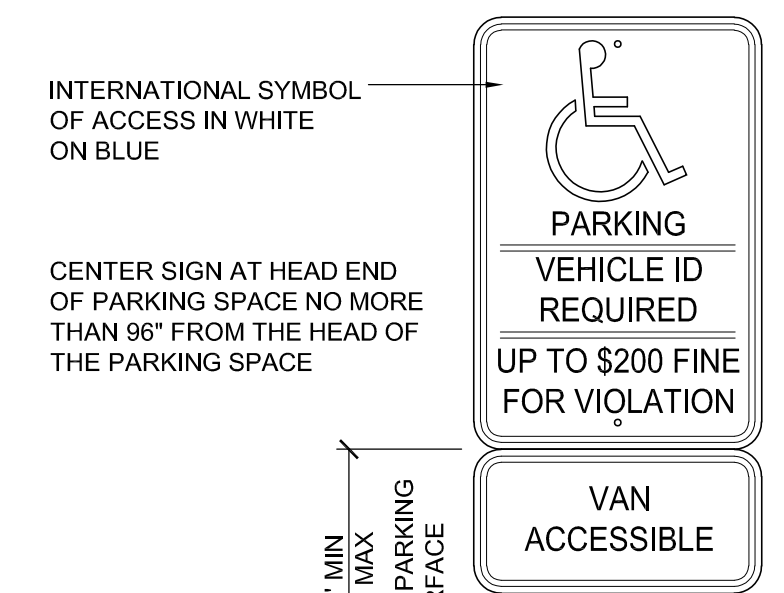 INTERNATIONAL SYMBOL
OF ACCESS IN WHITE
ON BLUE
CENTER SIGN AT HEAD END
OF PARKING SPACE NO MORE
THAN 96" FROM THE HEAD OF
THE PARKING SPACE
PARKING
VEHICLE ID
REQUIRED
UP TO $200 FINE
FOR VIOLATION
VAN
ACCESSIBLE
MIN
MAX
PARKING